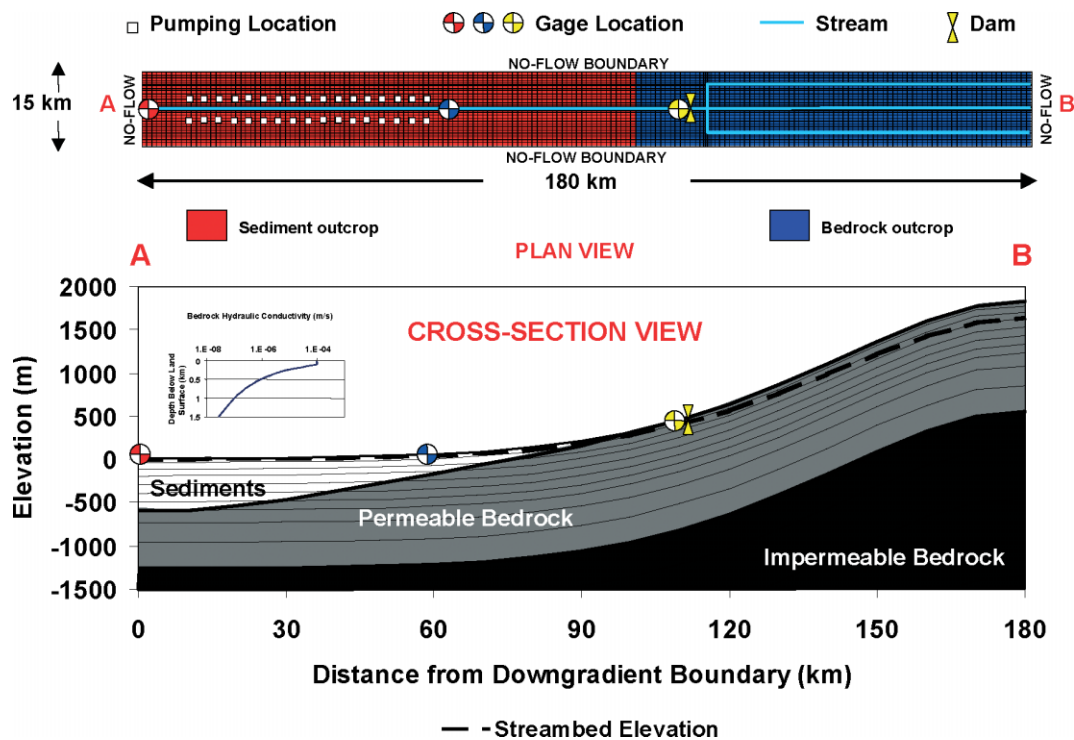 Pumping Location Gage Location Stream Dam
NO-FLOW BOUNDARY
15 km
A
NO-FLOW
NO-FLOW
B
NO-FLOW BOUNDARY
180 km
Sediment outcrop
Bedrock outcrop
A
PLAN VIEW
B
CROSS-SECTION VIEW
Bedrock Hydraulic Conductivity (m/s)
1.E -08 1.E -06 1.E -04
Depth Below Land
Surface (km)
0
0.5
1
1.5
Elevation (m)
2000
1500
1000
500
0
-500
-1000
-1500
Sediments
Permeable Bedrock
Impermeable Bedrock
0 30 60 90 120 150 180
Distance from Downgradient Boundary (km)
Streambed Elevation